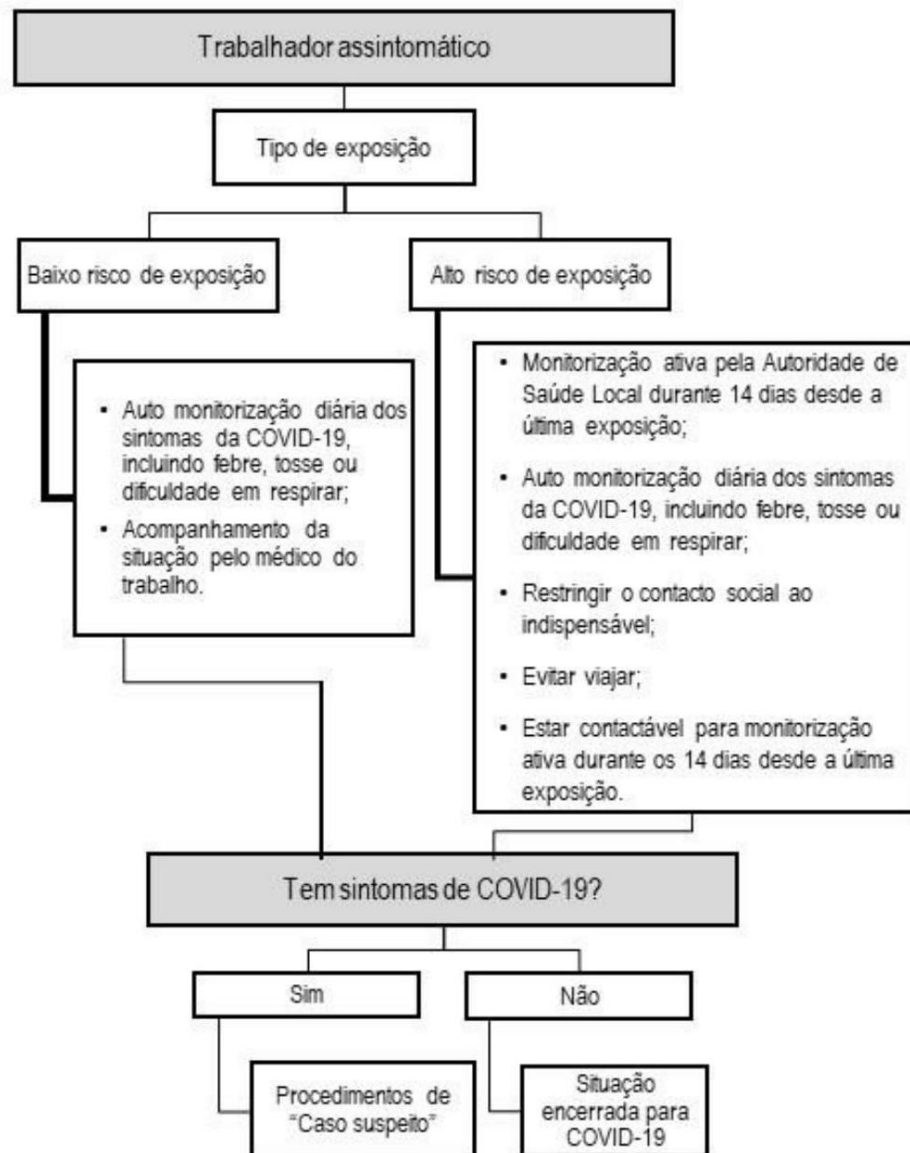 Trabalhador assintomático
Tipo de exposição
Baixo risco de exposição
Alto risco de exposição
▪ Auto monitorização diária dos
sintomas da COVID-19,
incluindo febre, tosse ou
dificuldade em respirar;
▪ Acompanhamento da
situação pelo médico do
trabalho.
▪ Monitorização ativa pela Autoridade de
Saúde Local durante 14 dias desde a
última exposição;
▪ Auto monitorização diária dos sintomas
da COVID-19, incluindo febre, tosse ou
dificuldade em respirar;
▪ Restringir o contacto social ao
indispensável;
▪ Evitar viajar;
▪ Estar contactável para monitorização
ativa durante os 14 dias desde a última
exposição.
Tem sintomas de COVID-19?
Sim
Não
Procedimentos de
“Caso suspeito”
Situação
encerrada para
COVID-19